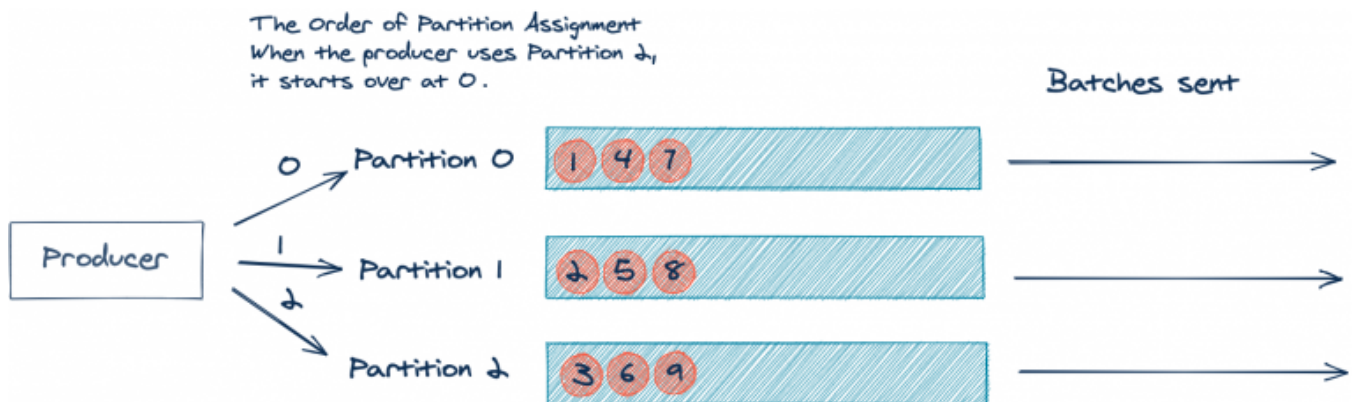 The Order of Partition Assignment
When the producer uses Partition 2,
it starts over at 0.
Batches sent
0
Partition 0
1 4 7
Producer
1
Partition 1
2 5 8
2
Partition 2
3 6 9